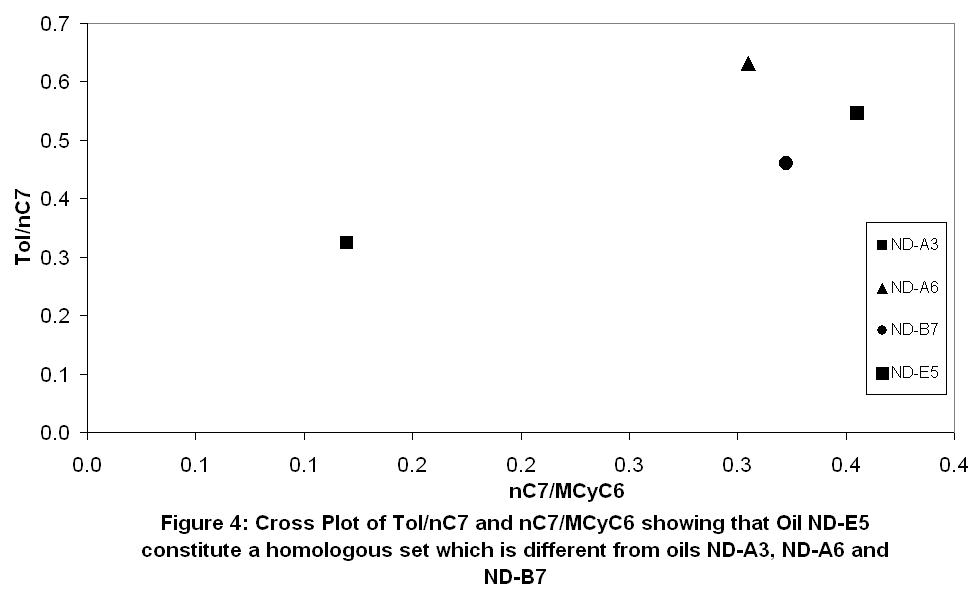 0.7
0.6
0.5
0.4
0.3
0.2
0.1
0.0
Tol/nC7
0.0 0.1 0.1 0.2 0.2 0.3 0.3 0.4 0.4
nC7/MCyC6
ND-A3
ND-A6
ND-B7
ND-E5
Figure 4: Cross Plot of Tol/nC7 and nC7/MCyC6 showing that Oil ND-E5
constitute a homologous set which is different from oils ND-A3, ND-A6 and
ND-B7